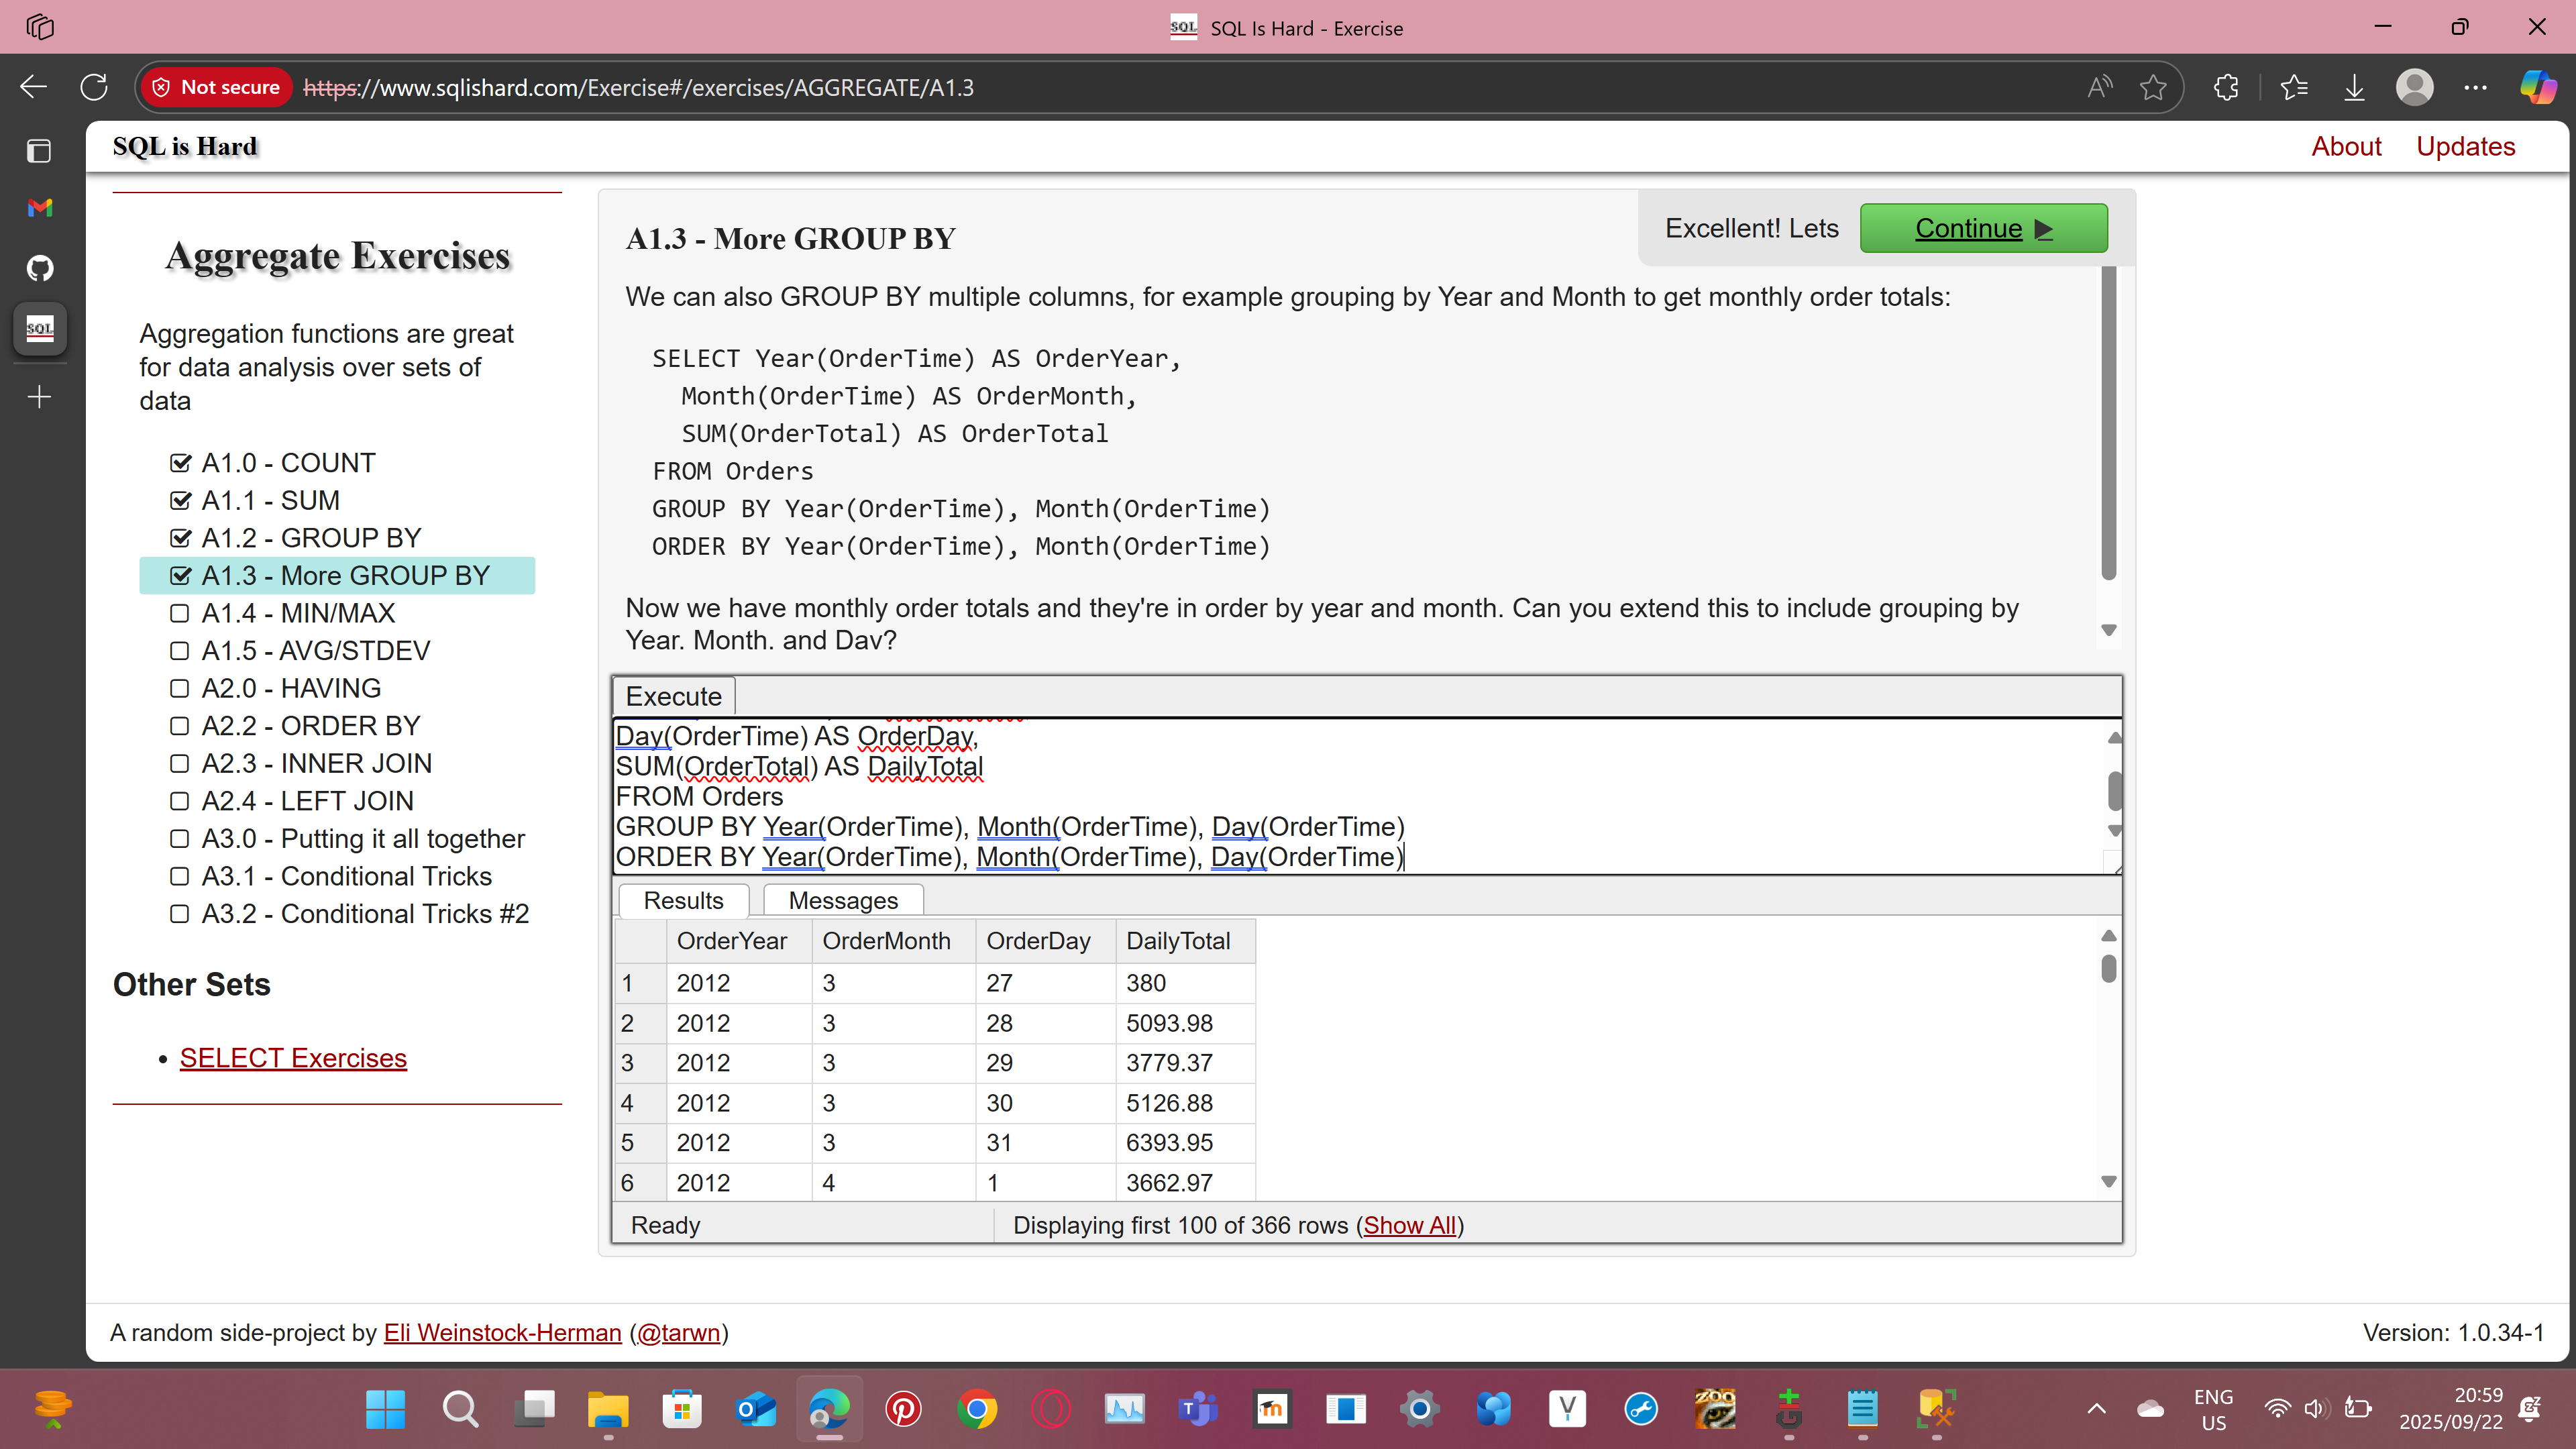 SQL Is Hard - Exercise
Not secure
https://www.sqlishard.com/Exercise#/exercises/AGGREGATE/A1.3
SQL is Hard
About
Updates
Aggregate Exercises
Aggregation functions are great
for data analysis over sets of
data
A1.0 - COUNT
A1.1 - SUM
A1.2 - GROUP BY
A1.3 - More GROUP BY
A1.4 - MIN/MAX
A1.5 - AVG/STDEV
A2.0 - HAVING
A2.2 - ORDER BY
A2.3 - INNER JOIN
A2.4 - LEFT JOIN
A3.0 - Putting it all together
A3.1 - Conditional Tricks
A3.2 - Conditional Tricks #2
Other Sets
• SELECT Exercises
A1.3 - More GROUP BY
Excellent! Lets
Continue
We can also GROUP BY multiple columns, for example grouping by Year and Month to get monthly order totals:
SELECT Year(OrderTime) AS OrderYear,
Month(OrderTime) AS OrderMonth,
SUM(OrderTotal) AS OrderTotal
FROM Orders
GROUP BY Year(OrderTime), Month(OrderTime)
ORDER BY Year(OrderTime), Month(OrderTime)
Now we have monthly order totals and they're in order by year and month. Can you extend this to include grouping by
Year, Month, and Day?
Execute
Day(OrderTime) AS OrderDay,
SUM(OrderTotal) AS DailyTotal
FROM Orders
GROUP BY Year(OrderTime), Month(OrderTime), Day(OrderTime)
ORDER BY Year(OrderTime), Month(OrderTime), Day(OrderTime)
Results
Messages
OrderYear OrderMonth OrderDay DailyTotal
1 2012 3 27 380
2 2012 3 28 5093.98
3 2012 3 29 3779.37
4 2012 3 30 5126.88
5 2012 3 31 6393.95
6 2012 4 1 3662.97
Ready
Displaying first 100 of 366 rows (Show All)
A random side-project by Eli Weinstock-Herman (@tarwn)
Version: 1.0.34-1
ENG
US
20:59
2025/09/22